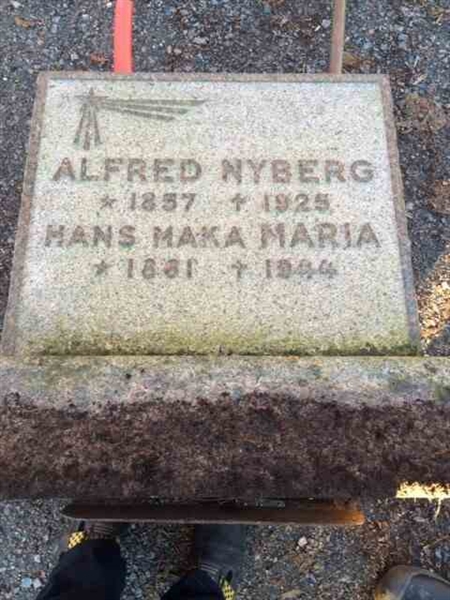 ALFRED NYBERG
★ 1857 ✝ 1925
HANS MAKA MARIA
★ 1861 ✝ 1944